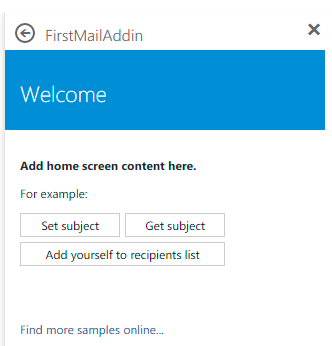 FirstMailAddin
Welcome
Add home screen content here.
For example:
Set subject Get subject
Add yourself to recipients list
Find more samples online...